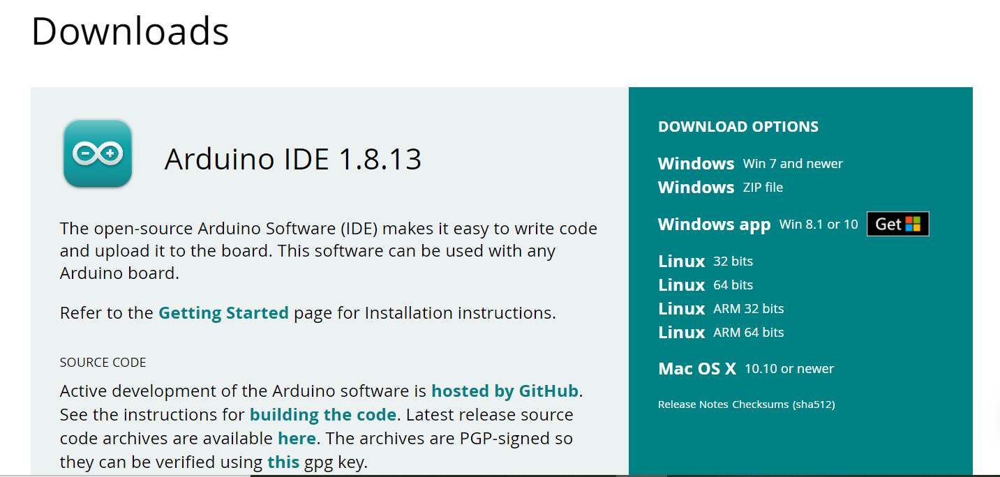 Downloads
Arduino IDE 1.8.13
The open-source Arduino Software (IDE) makes it easy to write code
and upload it to the board. This software can be used with any
Arduino board.
Refer to the Getting Started page for Installation instructions.
SOURCE CODE
Active development of the Arduino software is hosted by GitHub.
See the instructions for building the code. Latest release source
code archives are available here. The archives are PGP-signed so
they can be verified using this gpg key.
DOWNLOAD OPTIONS
Windows Win 7 and newer
Windows ZIP file
Windows app Win 8.1 or 10 Get
Linux 32 bits
Linux 64 bits
Linux ARM 32 bits
Linux ARM 64 bits
Mac OS X 10.10 or newer
Release Notes Checksums (sha512)